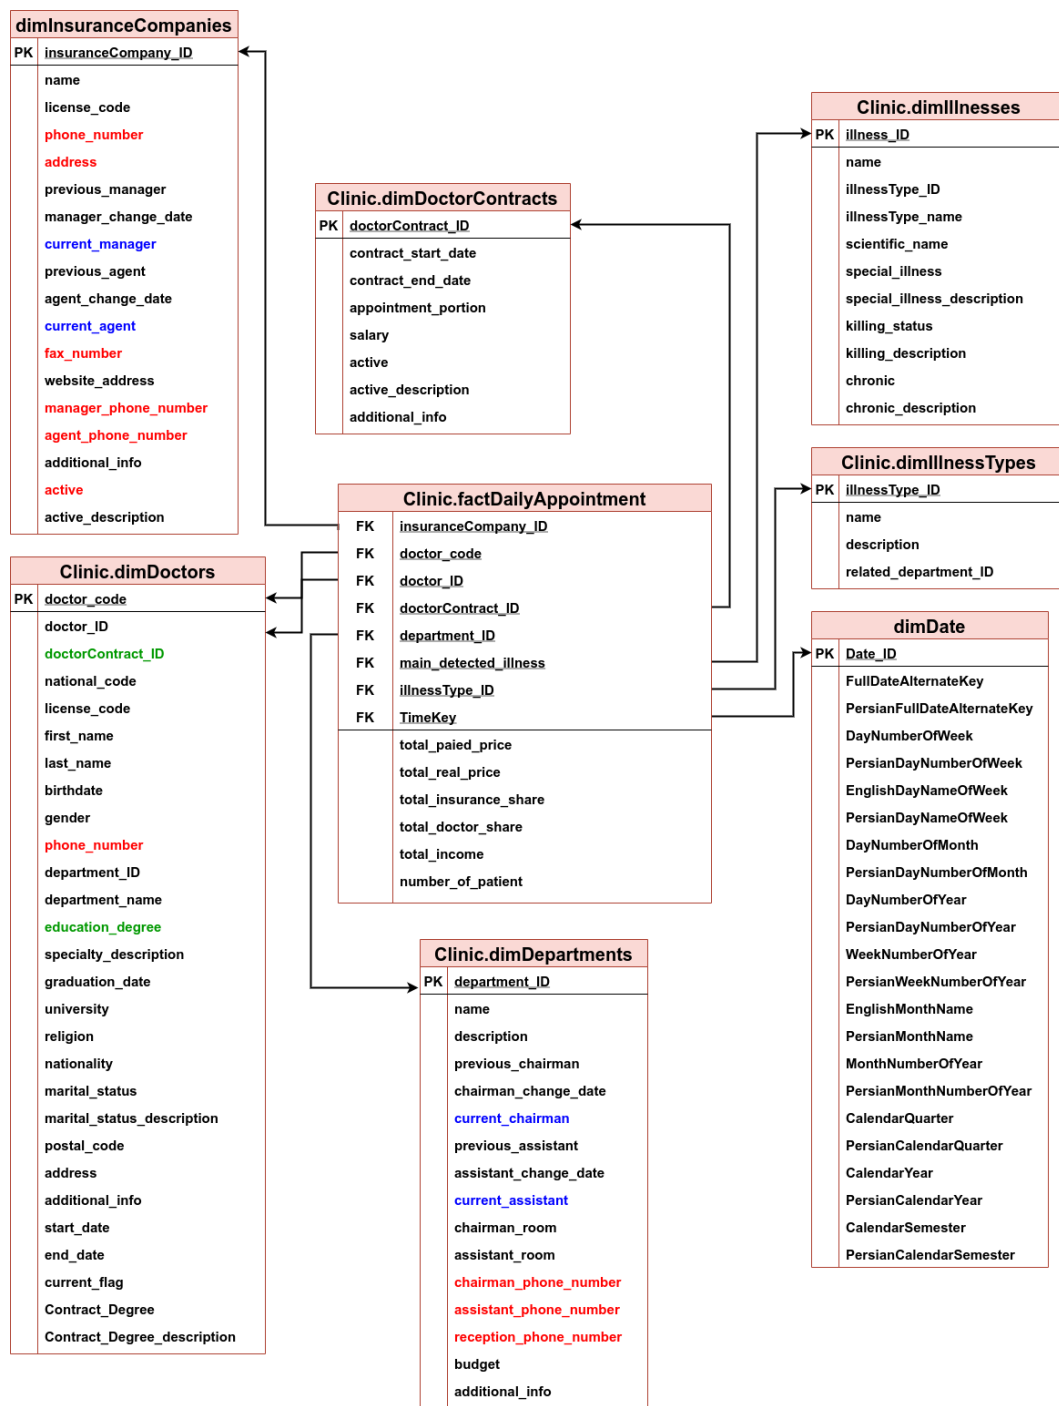 dimInsuranceCompanies
PK insuranceCompany_ID
name
license_code
phone_number
address
previous_manager
manager_change_date
current_manager
previous_agent
agent_change_date
current_agent
fax_number
website_address
manager_phone_number
agent_phone_number
additional_info
active
active_description
Clinic.dimDoctorContracts
PK doctorContract_ID
contract_start_date
contract_end_date
appointment_portion
salary
active
active_description
additional_info
Clinic.dimIllnesses
PK illness_ID
name
illnessType_ID
illnessType_name
scientific_name
special_illness
special_illness_description
killing_status
killing_description
chronic
chronic_description
Clinic.dimIllnessTypes
PK illnessType_ID
name
description
related_department_ID
Clinic.factDailyAppointment
FK insuranceCompany_ID
FK doctor_code
FK doctor_ID
FK doctorContract_ID
FK department_ID
FK main_detected_illness
FK illnessType_ID
FK TimeKey
total_paied_price
total_real_price
total_insurance_share
total_doctor_share
total_income
number_of_patient
Clinic.dimDoctors
PK doctor_code
doctor_ID
doctorContract_ID
national_code
license_code
first_name
last_name
birthdate
gender
phone_number
department_ID
department_name
education_degree
specialty_description
graduation_date
university
religion
nationality
marital_status
marital_status_description
postal_code
address
additional_info
start_date
end_date
current_flag
Contract_Degree
Contract_Degree_description
Clinic.dimDepartments
PK department_ID
name
description
previous_chairman
chairman_change_date
current_chairman
previous_assistant
assistant_change_date
current_assistant
chairman_room
assistant_room
chairman_phone_number
assistant_phone_number
reception_phone_number
budget
additional_info
dimDate
PK Date_ID
FullDateAlternateKey
PersianFullDateAlternateKey
DayNumberOfWeek
PersianDayNumberOfWeek
EnglishDayNameOfWeek
PersianDayNameOfWeek
DayNumberOfMonth
PersianDayNumberOfMonth
DayNumberOfYear
PersianDayNumberOfYear
WeekNumberOfYear
PersianWeekNumberOfYear
EnglishMonthName
PersianMonthName
MonthNumberOfYear
PersianMonthNumberOfYear
CalendarQuarter
PersianCalendarQuarter
CalendarYear
PersianCalendarYear
CalendarSemester
PersianCalendarSemester